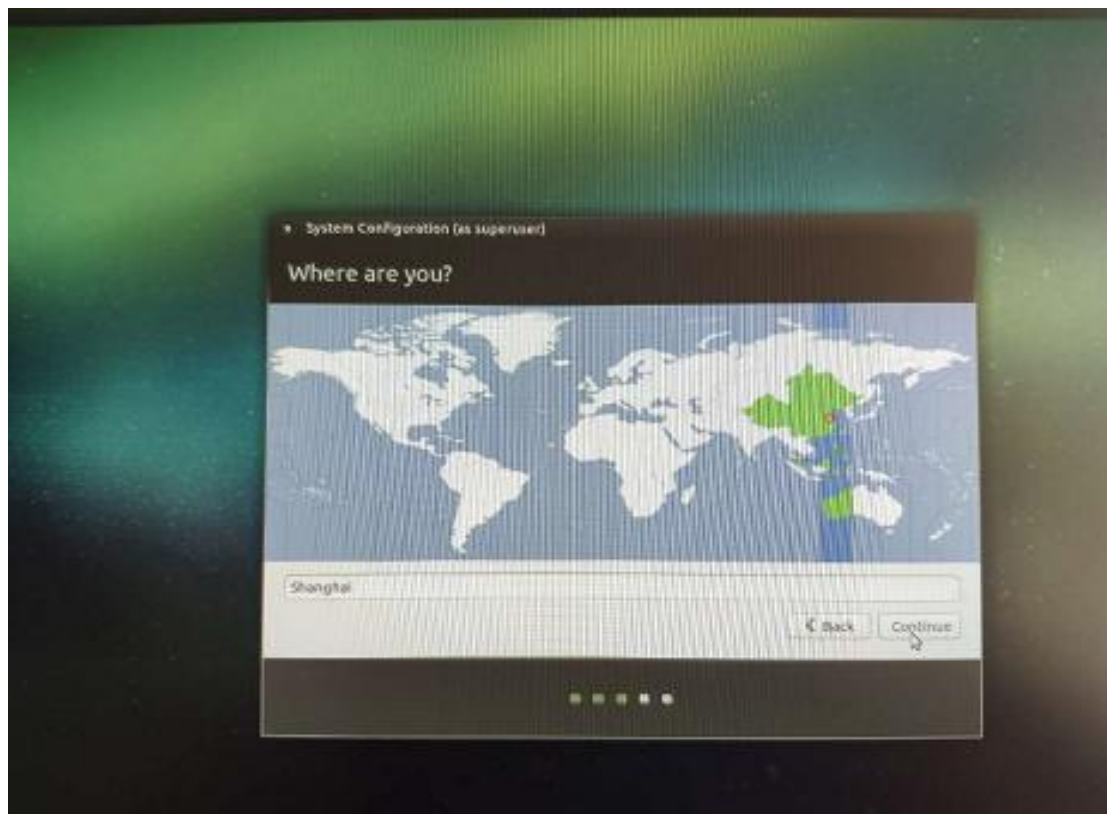 System Configuration (as superuser)
Where are you?
Shanghai
Back
Continue